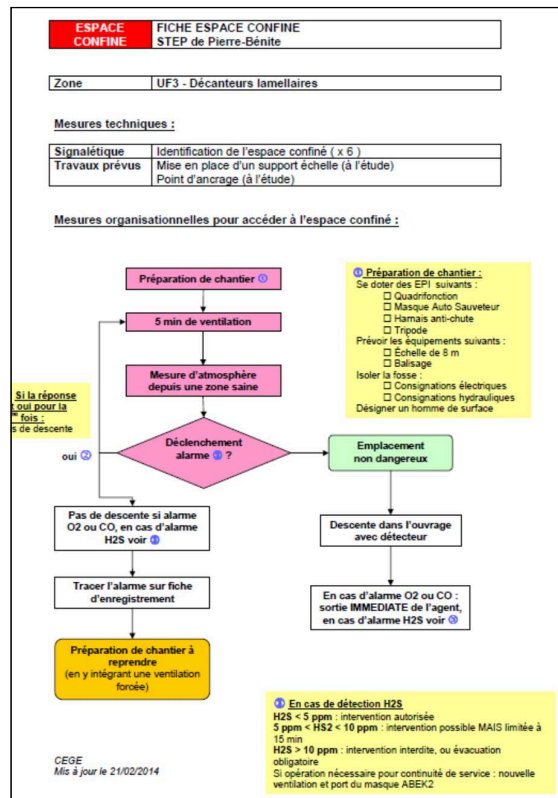 ESPACE CONFINE
FICHE ESPACE CONFINE
STEP de Pierre-Bénite
Zone
UF3 - Décanteurs lamellaires
Mesures techniques :
Signalétique
Identification de l'espace confiné ( x 6 )
Travaux prévus
Mise en place d'un support échelle (à l'étude)
Point d'ancrage (à l'étude)
Mesures organisationnelles pour accéder à l'espace confiné :
Préparation de chantier ①
5 min de ventilation
Mesure d'atmosphère
depuis une zone saine
① Préparation de chantier :
Se doter des EPI suivants :
☐ Quadrifonction
☐ Masque Auto Sauveteur
☐ Harnais anti-chute
☐ Tripode
Prévoir les équipements suivants :
☐ Échelle de 8 m
☐ Balisage
Isoler la fosse :
☐ Consignations électriques
☐ Consignations hydrauliques
Désigner un homme de surface
Si la réponse
t oui pour la
fois :
s de descente
oui ②
Déclenchement
alarme ③ ?
Emplacement
non dangereux
Pas de descente si alarme
O2 ou CO, en cas d'alarme
H2S voir ③
Descente dans l'ouvrage
avec détecteur
Tracer l'alarme sur fiche
d'enregistrement
En cas d'alarme O2 ou CO :
sortie IMMEDIATE de l'agent,
en cas d'alarme H2S voir ③
Préparation de chantier à
reprendre
(en y intégrant une ventilation
forcée)
③ En cas de détection H2S
H2S < 5 ppm : intervention autorisée
5 ppm < HS2 < 10 ppm : intervention possible MAIS limitée à
15 min
H2S > 10 ppm : intervention interdite, ou évacuation
obligatoire
Si opération nécessaire pour continuité de service : nouvelle
ventilation et port du masque ABEK2
CEGE
Mis à jour le 21/02/2014